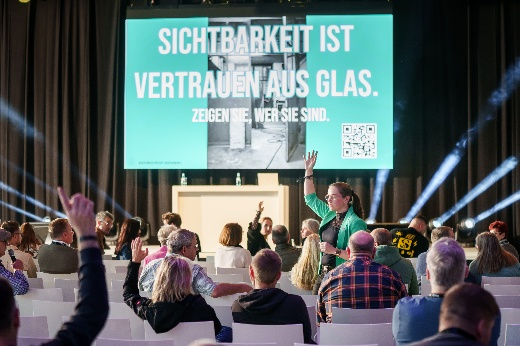 SICHTBARKEIT IST
VERTRAUEN AUS GLAS.
ZEIGEN SIE, WER SIE SIND.